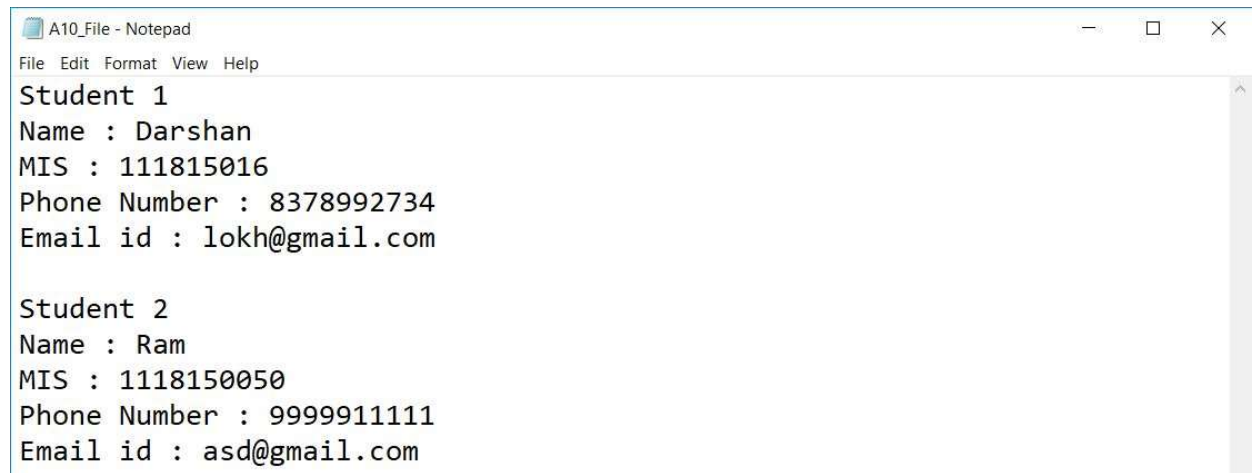 A10_File - Notepad
File Edit Format View Help
Student 1
Name : Darshan
MIS : 111815016
Phone Number : 8378992734
Email id : lokh@gmail.com

Student 2
Name : Ram
MIS : 1118150050
Phone Number : 9999911111
Email id : asd@gmail.com